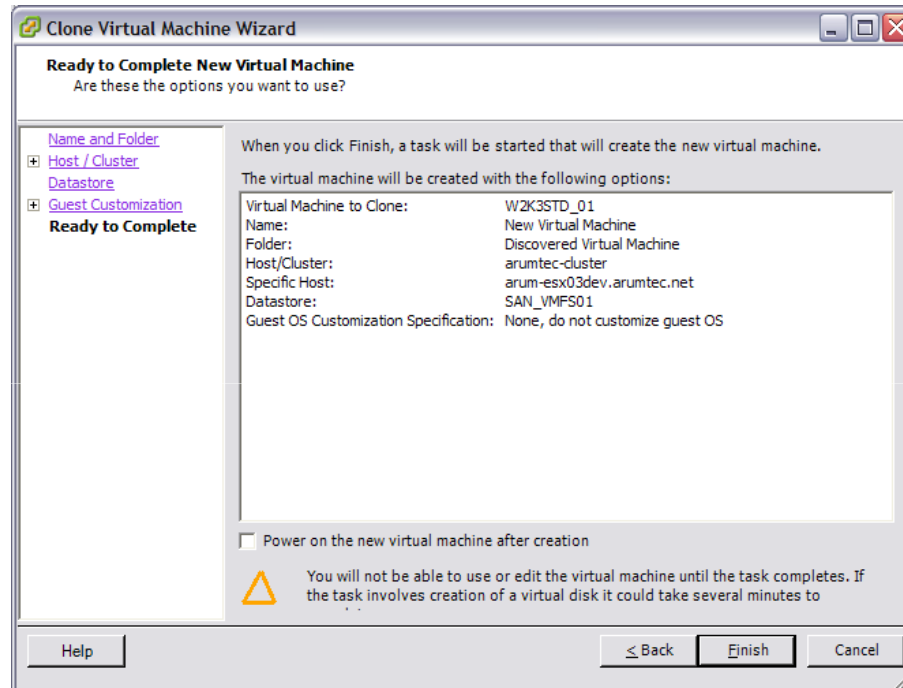 Clone Virtual Machine Wizard
Ready to Complete New Virtual Machine
Are these the options you want to use?
Name and Folder
Host / Cluster
Datastore
Guest Customization
Ready to Complete
When you click Finish, a task will be started that will create the new virtual machine.
The virtual machine will be created with the following options:
Virtual Machine to Clone: W2K3STD_01
Name: New Virtual Machine
Folder: Discovered Virtual Machine
Host/Cluster: arumtec-cluster
Specific Host: arum-esx03dev.arumtec.net
Datastore: SAN_VMFS01
Guest OS Customization Specification: None, do not customize guest OS
Power on the new virtual machine after creation
You will not be able to use or edit the virtual machine until the task completes. If
the task involves creation of a virtual disk it could take several minutes to
Help
< Back
Finish
Cancel